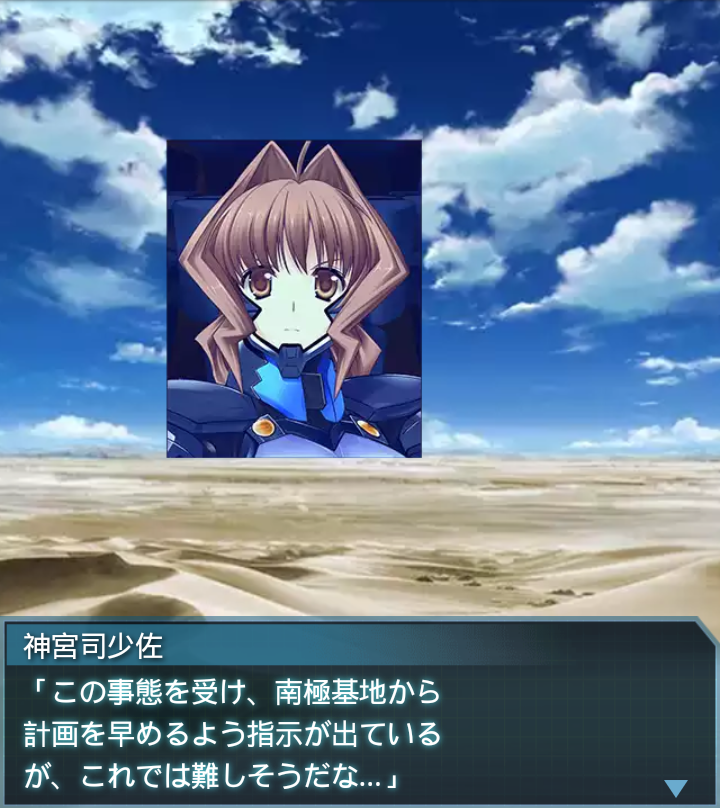 神宮司少佐
「この事態を受け、南極基地から
計画を早めるよう指示が出ている
が、これでは難しそうだな…」